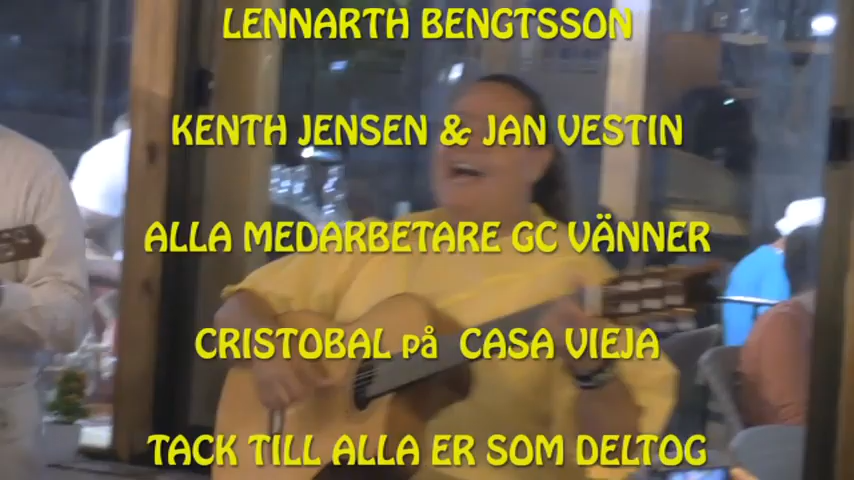 LENNARTH BENGTSSON
KENTH JENSEN & JAN VESTIN
ALLA MEDARBETARE GC VÄNNER
CRISTOBAL på CASA VIEJA
TACK TILL ALLA ER SOM DELTOG